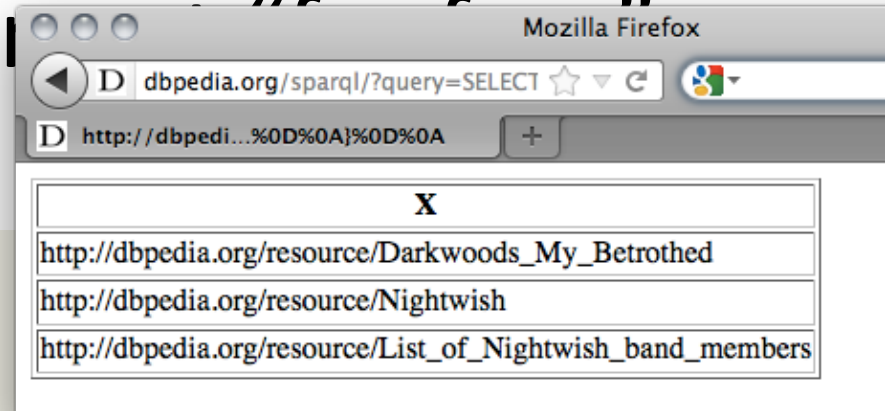 Mozilla Firefox
D dbpedia.org/sparql/?query=SELECT
D http://dbpedi...%0D%0A}%0D%0A
X
http://dbpedia.org/resource/Darkwoods_My_Betrothed
http://dbpedia.org/resource/Nightwish
http://dbpedia.org/resource/List_of_Nightwish_band_members